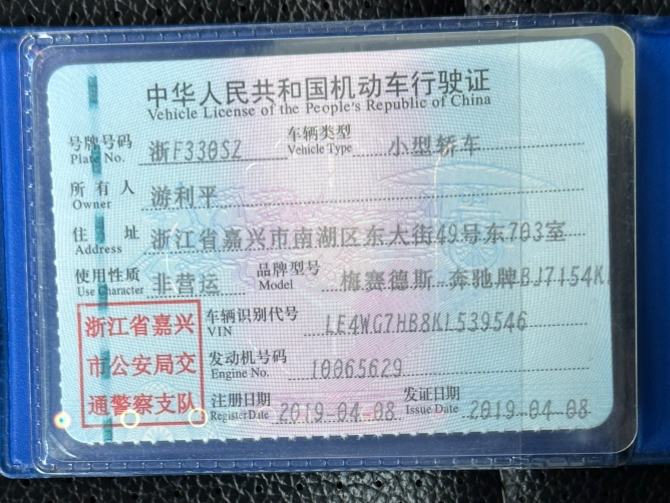 中华人民共和国机动车行驶证
Vehicle License of the People's Republic of China
号牌号码 浙F330SZ 车辆类型 小型轿车
Plate No. Vehicle Type
所有人 游利平
Owner
住址 浙江省嘉兴市南湖区东大街49号东703室
Address
使用性质 非营运 品牌型号 梅赛德斯-奔驰牌BJ7154K
Use Character Model
浙江省嘉兴
市公安局交
通警察支队
车辆识别代号 LE4WG7HB8KL539546
VIN
发动机号码 10065629
Engine No.
注册日期 2019-04-08 发证日期 2019-04-08
Register Date Issue Date